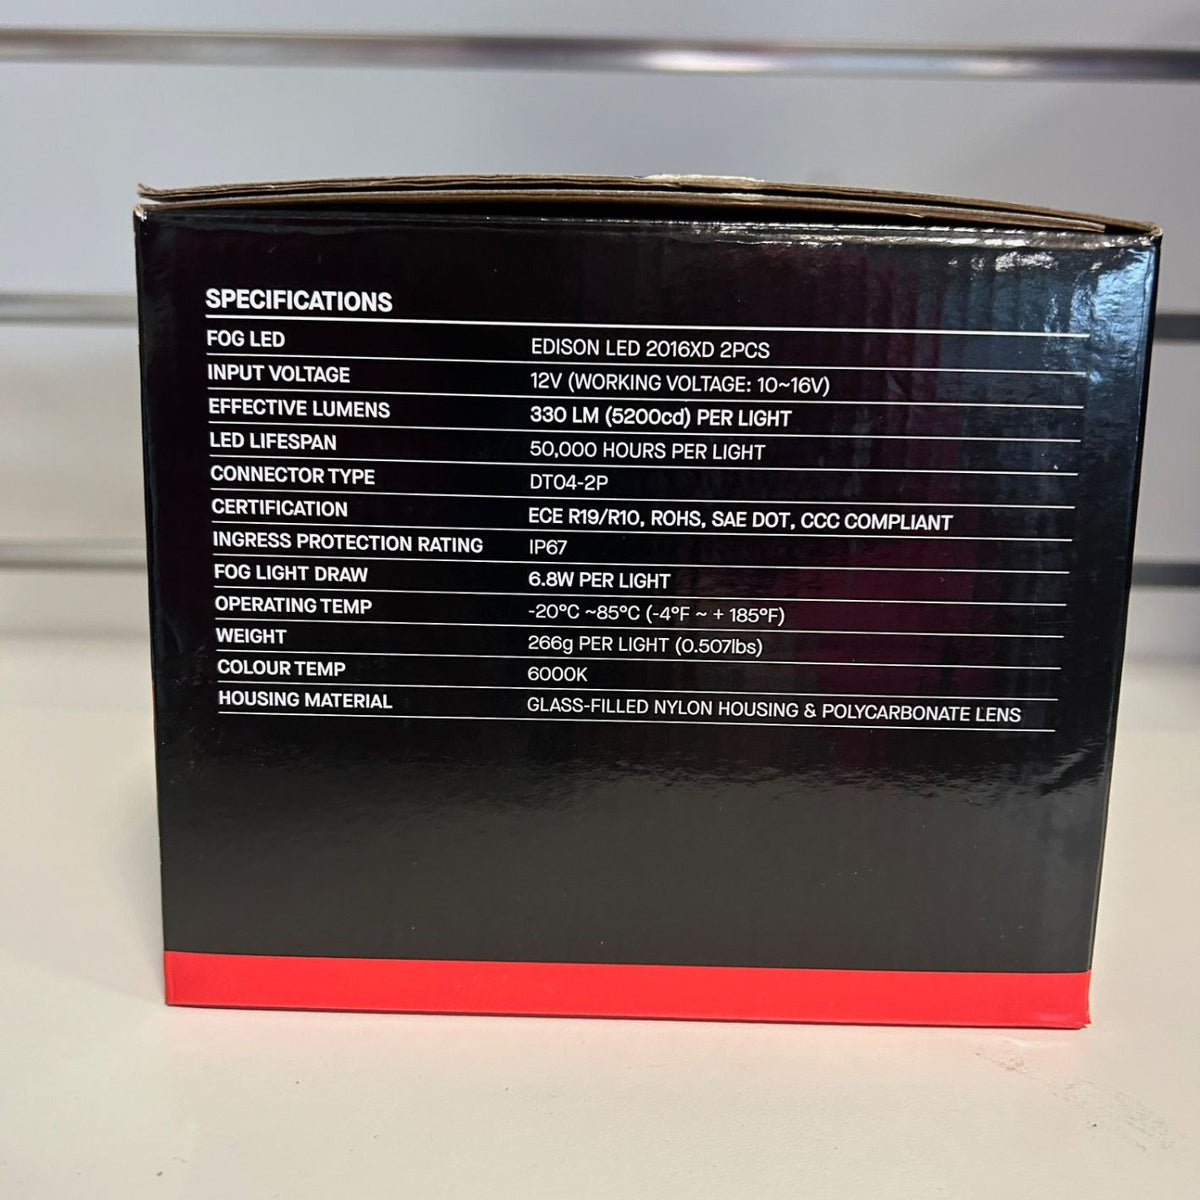 SPECIFICATIONS
FOG LED EDISON LED 2016XD 2PCS
INPUT VOLTAGE 12V (WORKING VOLTAGE: 10~16V)
EFFECTIVE LUMENS 330 LM (5200cd) PER LIGHT
LED LIFESPAN 50,000 HOURS PER LIGHT
CONNECTOR TYPE DT04-2P
CERTIFICATION ECE R19/R10, ROHS, SAE DOT, CCC COMPLIANT
INGRESS PROTECTION RATING IP67
FOG LIGHT DRAW 6.8W PER LIGHT
OPERATING TEMP -20°C ~85°C (-4°F ~ + 185°F)
WEIGHT 266g PER LIGHT (0.507lbs)
COLOUR TEMP 6000K
HOUSING MATERIAL GLASS-FILLED NYLON HOUSING & POLYCARBONATE LENS